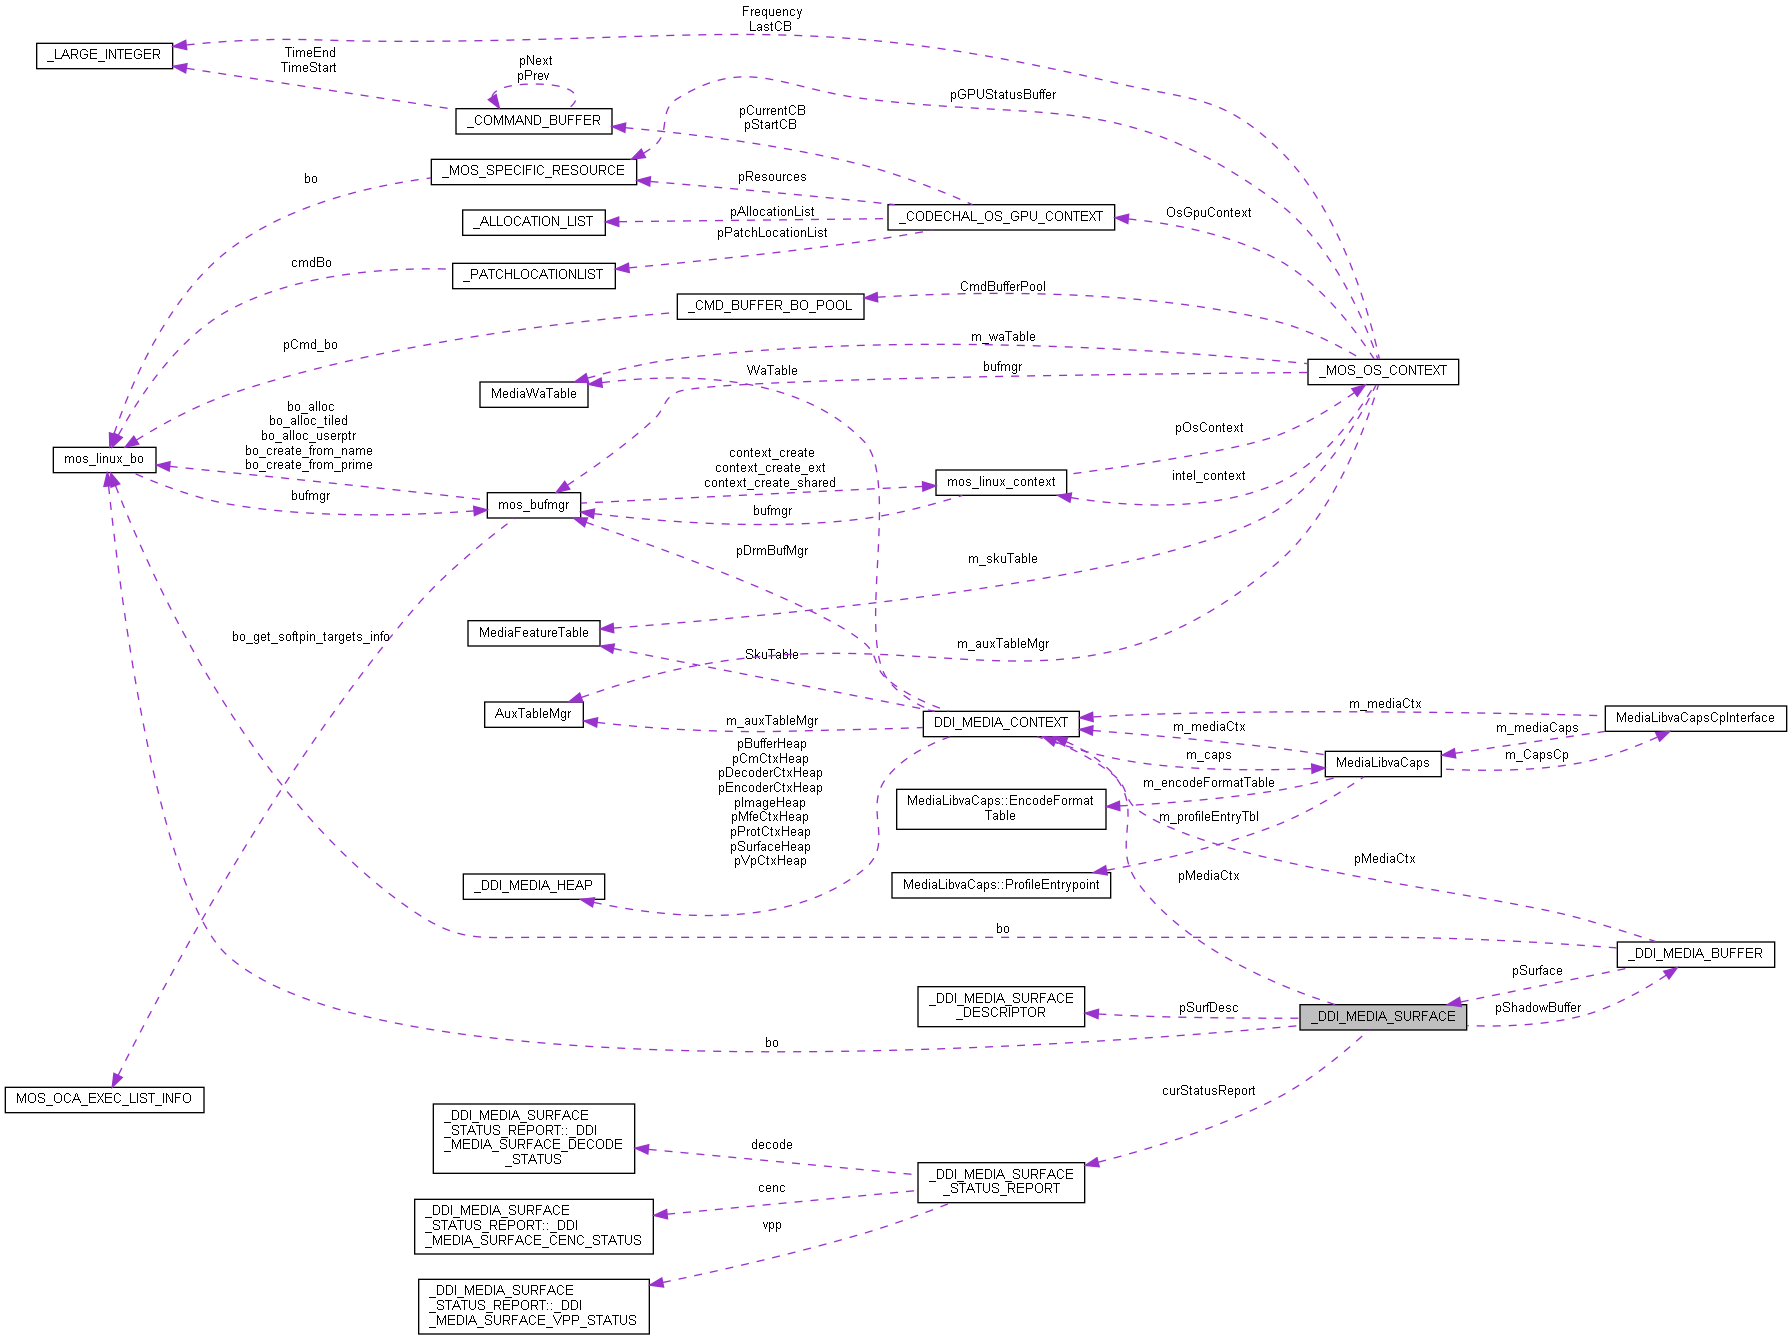 Frequency
LastCB
_LARGE_INTEGER
TimeEnd
TimeStart
pNext
pPrev
_COMMAND_BUFFER
pGPUStatusBuffer
pCurrentCB
pStartCB
_MOS_SPECIFIC_RESOURCE
bo
pResources
_ALLOCATION_LIST
pAllocationList
_CODECHAL_OS_GPU_CONTEXT
OsGpuContext
pPatchLocationList
cmdBo
_PATCHLOCATIONLIST
CmdBufferPool
_CMD_BUFFER_BO_POOL
pCmd_bo
m_waTable
WaTable
bufmgr
_MOS_OS_CONTEXT
MediaWaTable
bo_alloc
bo_alloc_tiled
bo_alloc_userptr
bo_create_from_name
bo_create_from_prime
pOsContext
mos_linux_bo
context_create
context_create_ext
context_create_shared
intel_context
mos_linux_context
bufmgr
mos_bufmgr
bufmgr
pDrmBufMgr
m_skuTable
bo_get_softpin_targets_info
MediaFeatureTable
SkuTable
m_auxTableMgr
AuxTableMgr
m_auxTableMgr
DDI_MEDIA_CONTEXT
m_mediaCtx
MediaLibvaCapsCpInterface
m_mediaCtx
m_mediaCaps
m_caps
MediaLibvaCaps
m_CapsCp
pBufferHeap
pCmCtxHeap
pDecoderCtxHeap
pEncoderCtxHeap
pImageHeap
pMfeCtxHeap
pProtCtxHeap
pSurfaceHeap
pVpCtxHeap
m_encodeFormatTable
MediaLibvaCaps::EncodeFormat
Table
m_profileEntryTbl
pMediaCtx
pMediaCtx
_DDI_MEDIA_HEAP
MediaLibvaCaps::ProfileEntrypoint
bo
_DDI_MEDIA_BUFFER
pSurface
_DDI_MEDIA_SURFACE
_DESCRIPTOR
pSurfDesc
_DDI_MEDIA_SURFACE
pShadowBuffer
bo
MOS_OCA_EXEC_LIST_INFO
curStatusReport
_DDI_MEDIA_SURFACE
_STATUS_REPORT::_DDI
_MEDIA_SURFACE_DECODE
_STATUS
decode
_DDI_MEDIA_SURFACE
_STATUS_REPORT
cenc
_DDI_MEDIA_SURFACE
_STATUS_REPORT::_DDI
_MEDIA_SURFACE_CENC_STATUS
vpp
_DDI_MEDIA_SURFACE
_STATUS_REPORT::_DDI
_MEDIA_SURFACE_VPP_STATUS